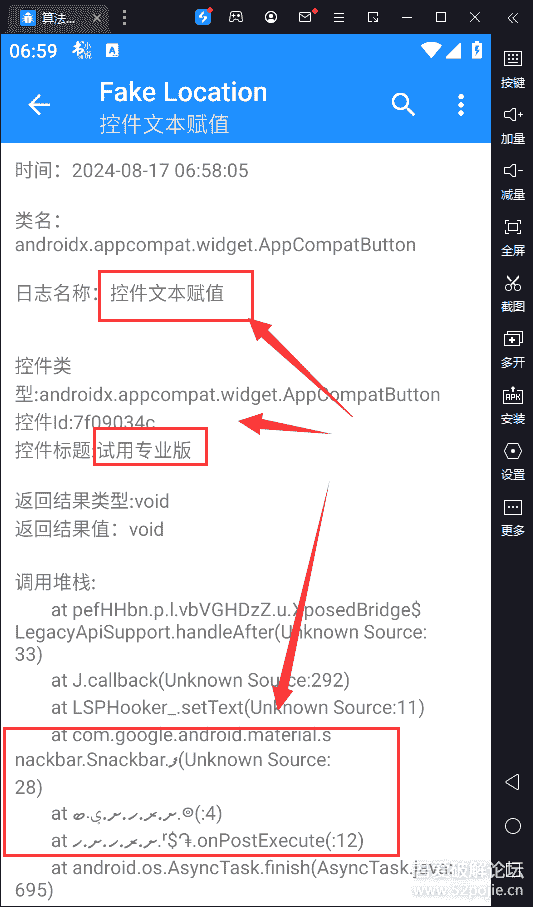 算法...
06:59
Fake Location
控件文本赋值
时间：2024-08-17 06:58:05
类名：
androidx.appcompat.widget.AppCompatButton
日志名称：控件文本赋值
控件类
型:androidx.appcompat.widget.AppCompatButton
控件Id:7f09034c
控件标题:试用专业版
返回结果类型:void
返回结果值：void
调用堆栈:
at pefHHbn.p.l.vbVGHDzZ.u.XposedBridge$
LegacyApiSupport.handleAfter(Unknown Source:
33)
at J.callback(Unknown Source:292)
at LSPHooker_.setText(Unknown Source:11)
at com.google.android.material.s
nackbar.Snackbar.(Unknown Source:
28)
at (:4)
at .onPostExecute(:12)
at android.os.AsyncTask.finish(AsyncTask.java:
695)
按键
加量
减量
全屏
截图
多开
APK
安装
设置
更多
吾爱破解论坛
www.52pojie.cn